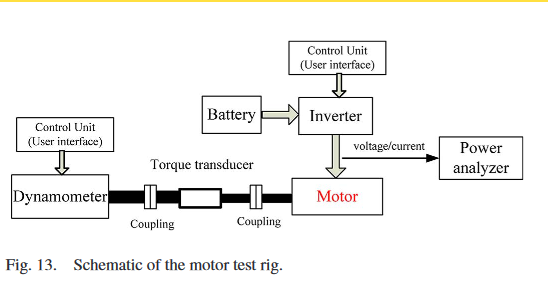 Control Unit
(User interface)
Battery
Inverter
Control Unit
(User interface)
voltage/current
Power
analyzer
Torque transducer
Dynamometer
Motor
Coupling
Coupling
Fig. 13. Schematic of the motor test rig.